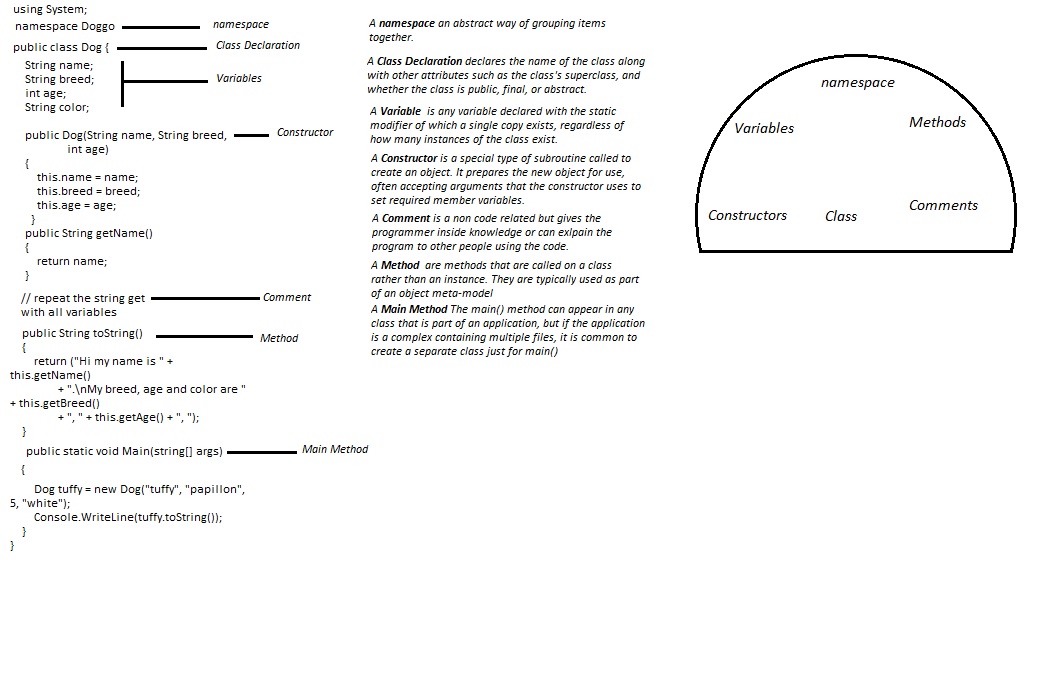 using System;
namespace Doggo
namespace
public class Dog {
Class Declaration
String name;
String breed;
int age;
String color;
Variables
public Dog(String name, String breed,
int age)
Constructor
{
this.name = name;
this.breed = breed;
this.age = age;
}
public String getName()
{
return name;
}
// repeat the string get
with all variables
Comment
public String toString()
Method
{
return ("Hi my name is " +
this.getName()
+ ".\nMy breed, age and color are "
+ this.getBreed()
+ ", " + this.getAge() + ", ");
}
public static void Main(string[] args)
Main Method
{
Dog tuffy = new Dog("tuffy", "papillon",
5, "white");
Console.WriteLine(tuffy.toString());
}
}
A namespace an abstract way of grouping items
together.
A Class Declaration declares the name of the class along
with other attributes such as the class's superclass, and
whether the class is public, final, or abstract.
A Variable is any variable declared with the static
modifier of which a single copy exists, regardless of
how many instances of the class exist.
A Constructor is a special type of subroutine called to
create an object. It prepares the new object for use,
often accepting arguments that the constructor uses to
set required member variables.
A Comment is a non code related but gives the
programmer inside knowledge or can exlpain the
program to other people using the code.
A Method are methods that are called on a class
rather than an instance. They are typically used as part
of an object meta-model
A Main Method The main() method can appear in any
class that is part of an application, but if the application
is a complex containing multiple files, it is common to
create a separate class just for main()
namespace
Variables
Methods
Constructors
Class
Comments